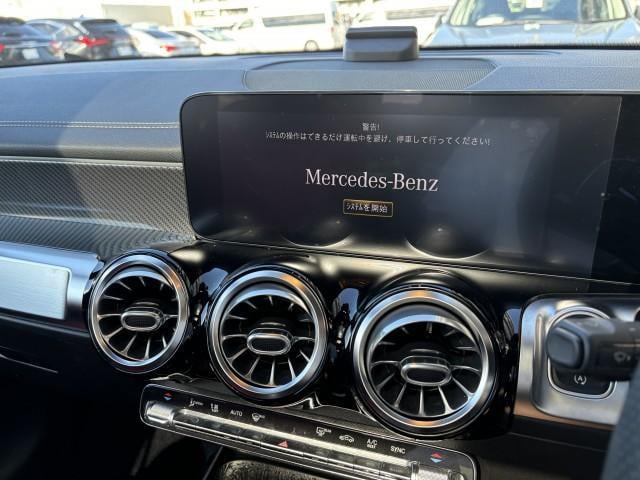 警告!
ｼｽﾃﾑの操作はできるだけ運転中を避け、停車して行ってください!
Mercedes-Benz
ｼｽﾃﾑを開始
AUTO
A/C
SYNC
A